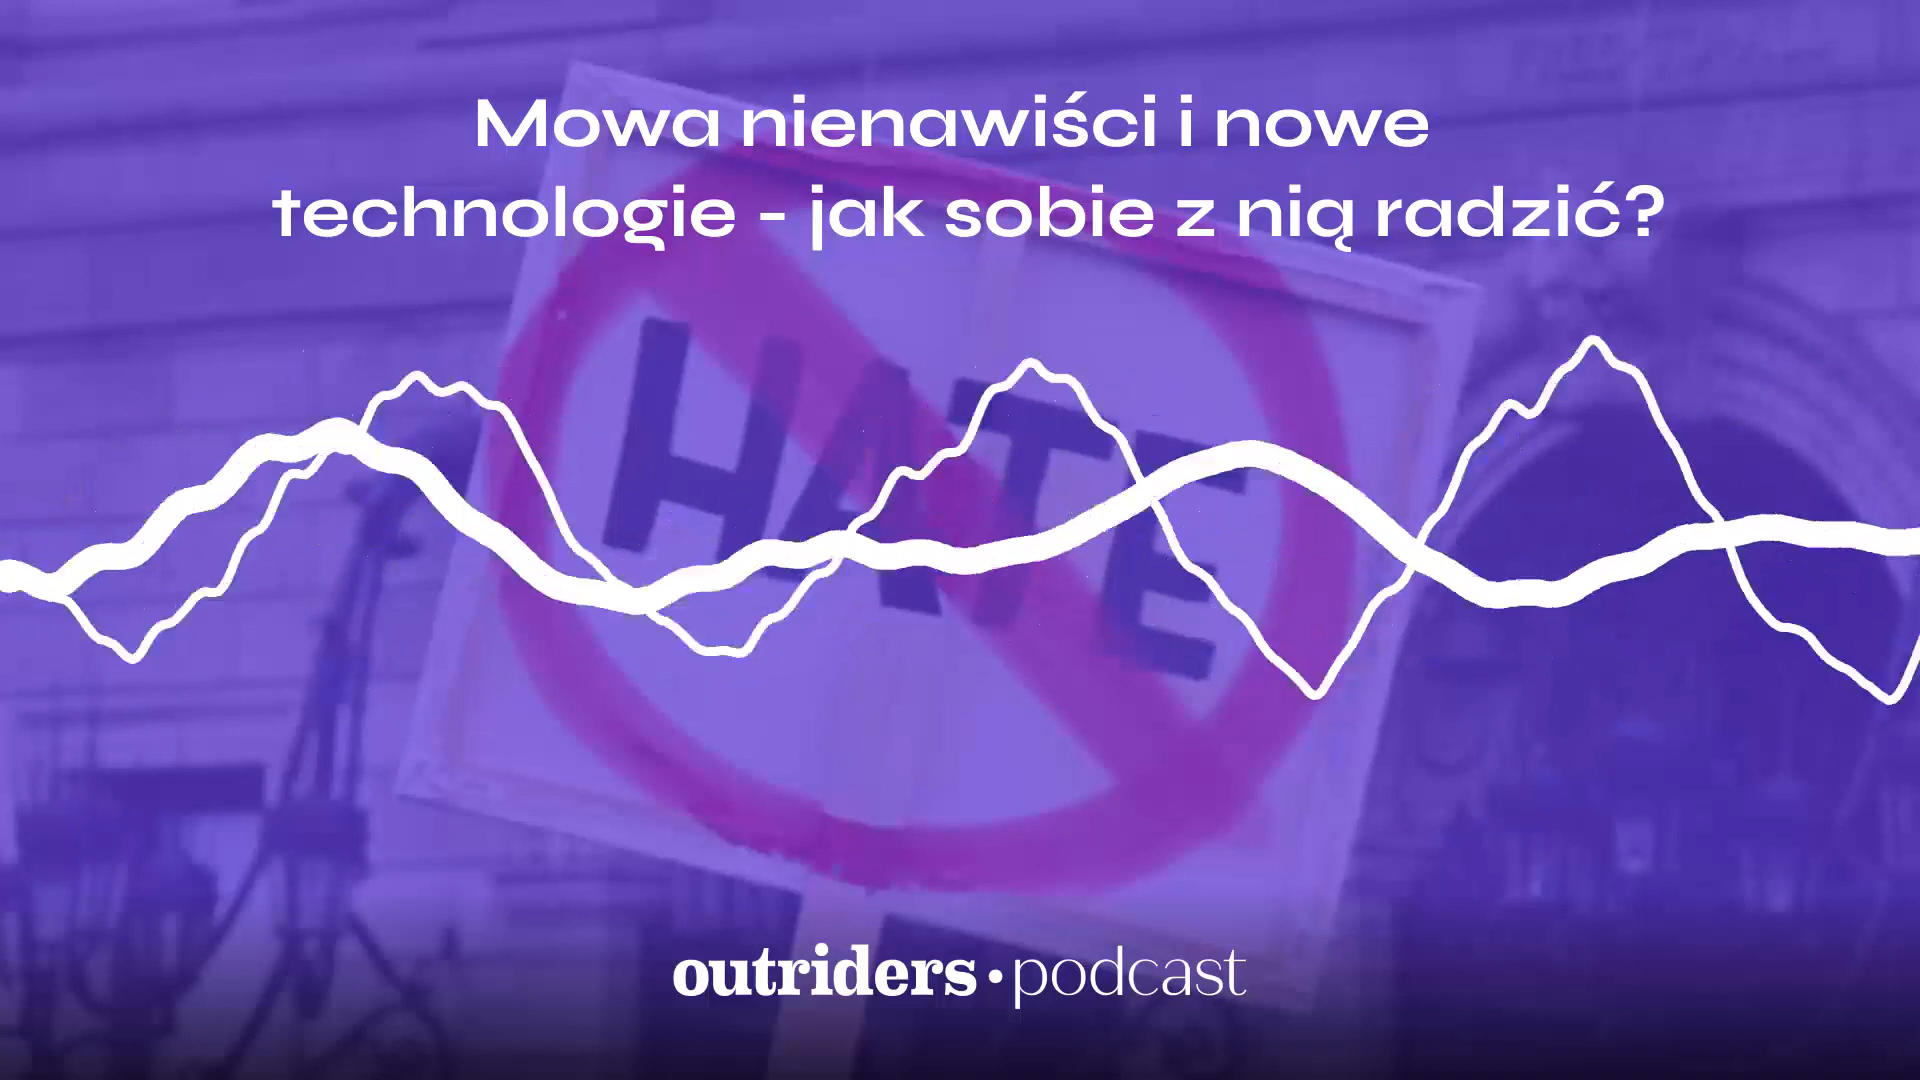 Mowa nienawiści i nowe
technologie - jak sobie z nią radzić?
HATE
outriders • podcast